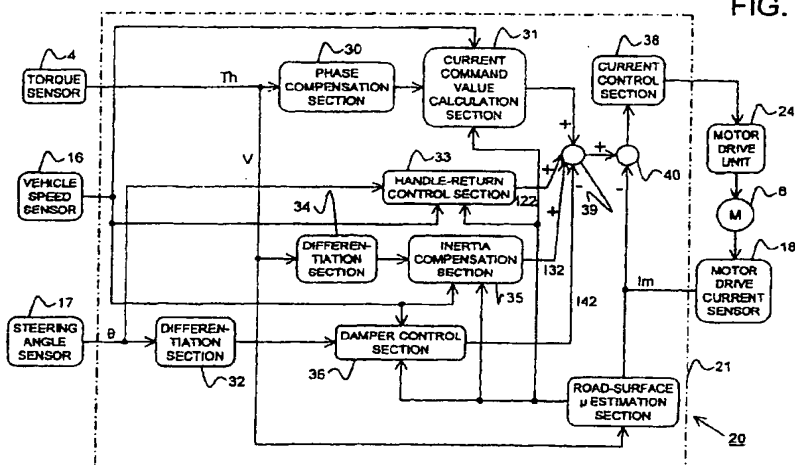 FIG.
4
TORQUE
SENSOR
Th
30
PHASE
COMPENSATION
SECTION
31
CURRENT
COMMAND
VALUE
CALCULATION
SECTION
38
CURRENT
CONTROL
SECTION
24
MOTOR
DRIVE
UNIT
+
+
+
+
-
-
39
40
16
VEHICLE
SPEED
SENSOR
V
33
HANDLE-RETURN
CONTROL SECTION
I22
34
DIFFEREN-
TIATION
SECTION
INERTIA
COMPENSATION
SECTION
35
I32
I42
M
18
MOTOR
DRIVE
CURRENT
SENSOR
Im
17
STEERING
ANGLE
SENSOR
θ
DIFFEREN-
TIATION
SECTION
32
DAMPER CONTROL
SECTION
36
ROAD-SURFACE
μ ESTIMATION
SECTION
21
20